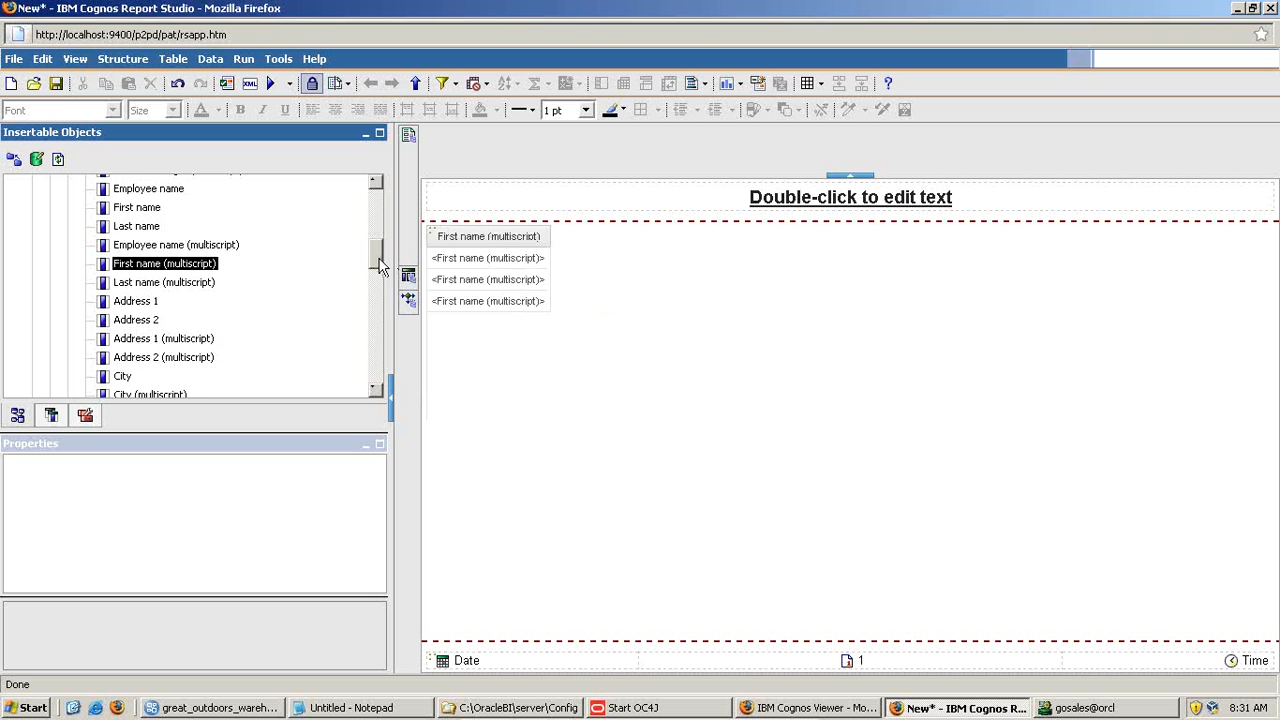 New* - IBM Cognos Report Studio - Mozilla Firefox
http://localhost:9400/p2pd/pat/rsapp.htm
File Edit View Structure Table Data Run Tools Help
Font Size 1 pt
Insertable Objects
Employee name
First name
Last name
Employee name (multiscript)
First name (multiscript)
Last name (multiscript)
Address 1
Address 2
Address 1 (multiscript)
Address 2 (multiscript)
City
City (multiscript)
Properties
Double-click to edit text
First name (multiscript)
<First name (multiscript)>
<First name (multiscript)>
<First name (multiscript)>
Date 1 Time
Done
Start great_outdoors_wareh... Untitled - Notepad C:\OracleBI\server\Config Start OC4J IBM Cognos Viewer - Mo... New* - IBM Cognos R... gosales@orcl 8:31 AM